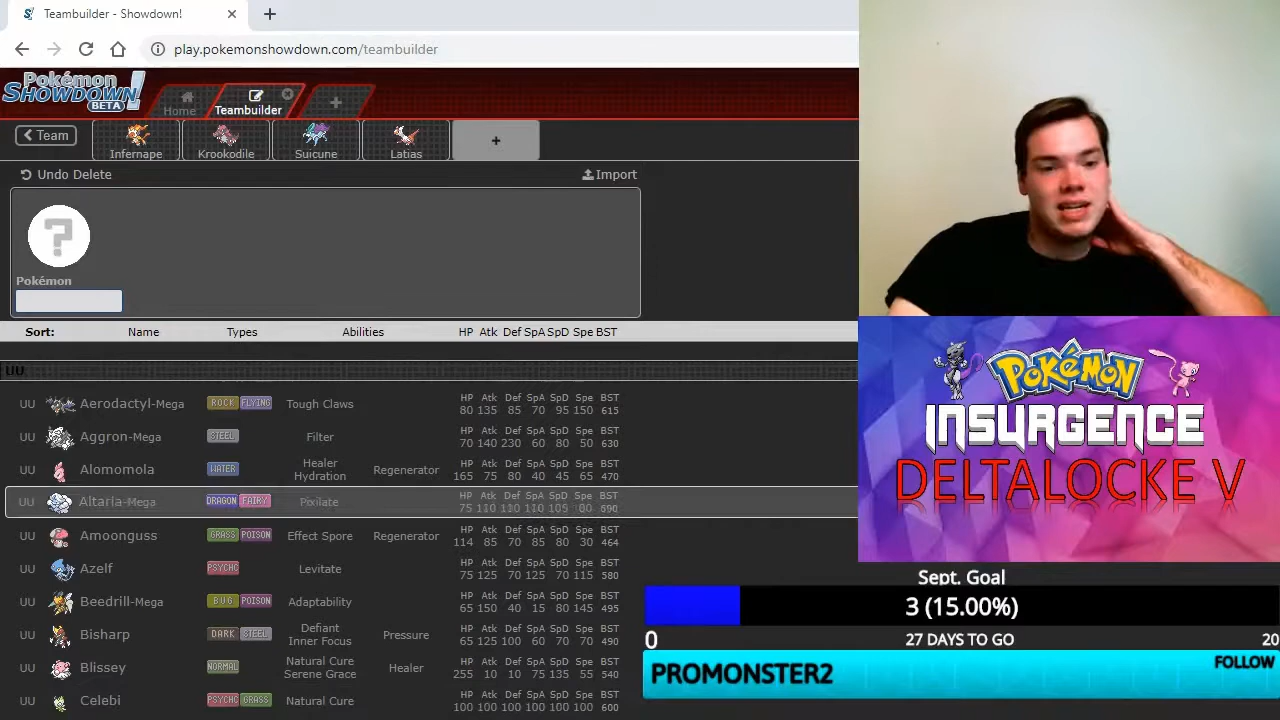 Teambuilder - Showdown!
play.pokemonshowdown.com/teambuilder
Pokémon
SHOWDOWN!
BETA
Home
Teambuilder
Team
Infernape
Krookodile
Suicune
Latias
+
Undo Delete
Import
?
Pokémon
Sort: Name Types Abilities HP Atk Def SpA SpD Spe BST
UU
UU Aerodactyl-Mega ROCK FLYING Tough Claws HP 80 Atk 135 Def 85 SpA 70 SpD 95 Spe 150 BST 615
UU Aggron-Mega STEEL Filter HP 70 Atk 140 Def 230 SpA 60 SpD 80 Spe 50 BST 630
UU Alomomola WATER Healer Hydration Regenerator HP 165 Atk 75 Def 80 SpA 40 SpD 45 Spe 65 BST 470
UU Altaria-Mega DRAGON FAIRY Pixilate HP 75 Atk 110 Def 110 SpA 110 SpD 105 Spe 80 BST 590
UU Amoonguss GRASS POISON Effect Spore Regenerator HP 114 Atk 85 Def 70 SpA 85 SpD 80 Spe 30 BST 464
UU Azelf PSYCHC Levitate HP 75 Atk 125 Def 70 SpA 125 SpD 70 Spe 115 BST 580
UU Beedrill-Mega BUG POISON Adaptability HP 65 Atk 150 Def 40 SpA 15 SpD 80 Spe 145 BST 495
UU Bisharp DARK STEEL Defiant Inner Focus Pressure HP 65 Atk 125 Def 100 SpA 60 SpD 70 Spe 70 BST 490
UU Blissey NORMAL Natural Cure Serene Grace Healer HP 255 Atk 10 Def 10 SpA 75 SpD 135 Spe 55 BST 540
UU Celebi PSYCHC GRASS Natural Cure HP 100 Atk 100 Def 100 SpA 100 SpD 100 Spe 100 BST 600
POKéMON
INSURGENCE
DELTALOCKE V
Sept. Goal
3 (15.00%)
0 27 DAYS TO GO 20
PROMONSTER2 FOLLOW